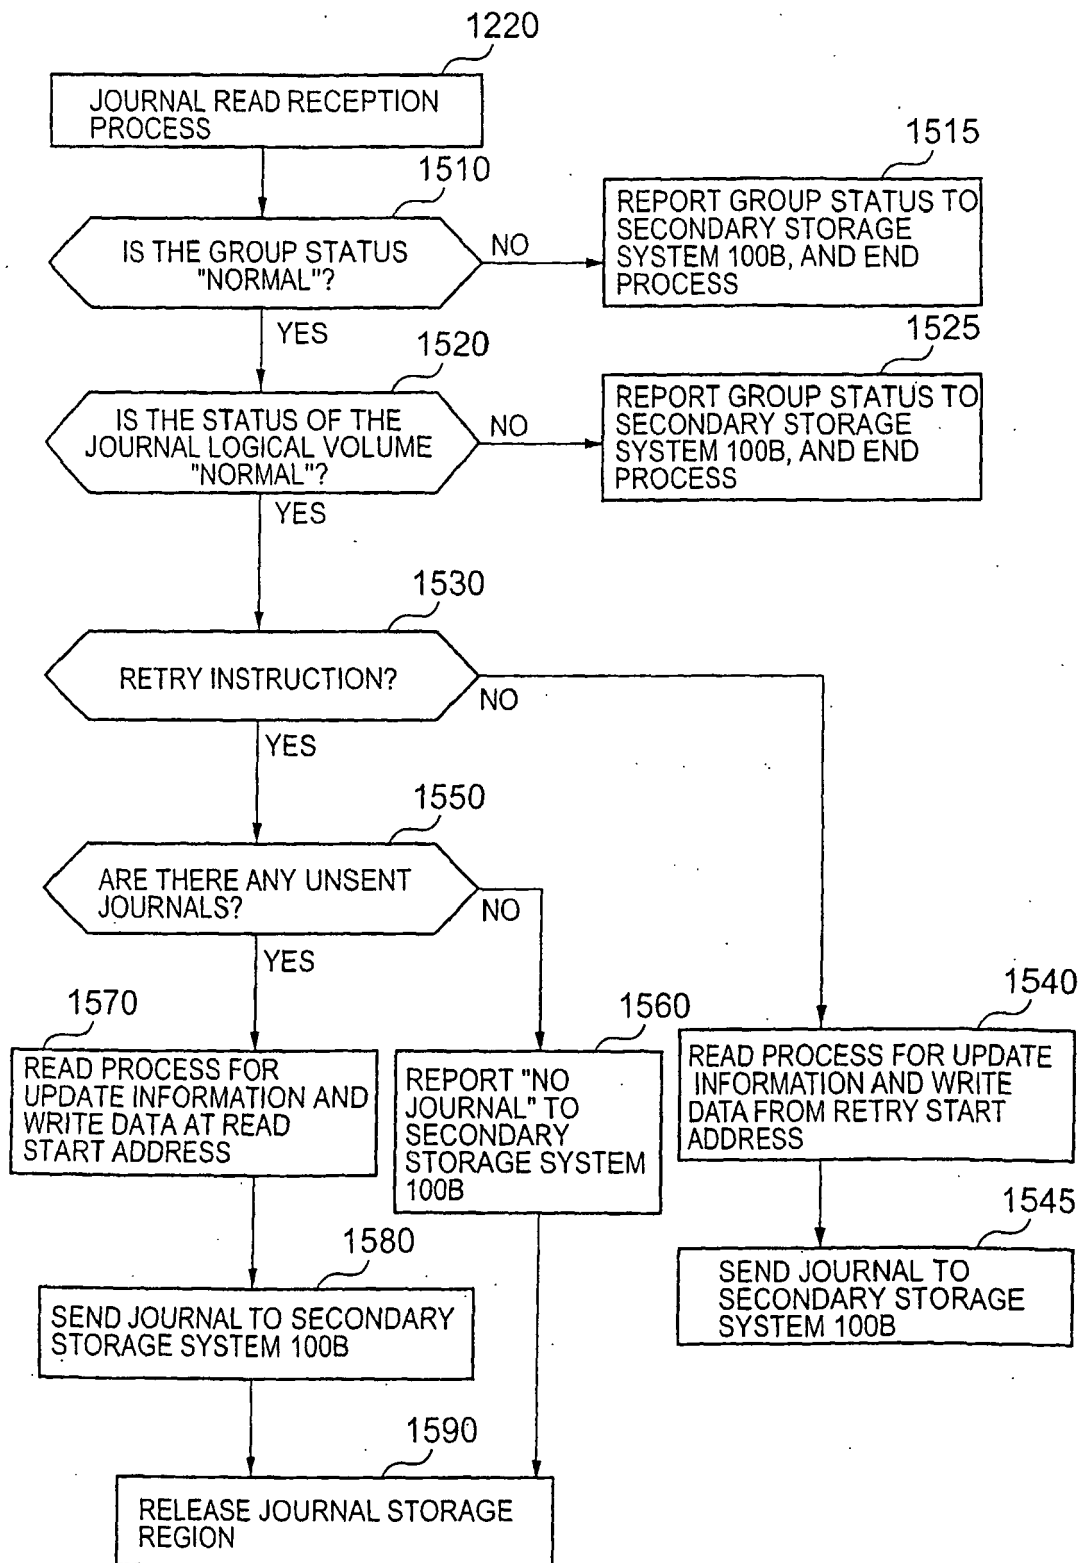 1220
JOURNAL READ RECEPTION
PROCESS
1510
IS THE GROUP STATUS
"NORMAL"?
NO
YES
1515
REPORT GROUP STATUS TO
SECONDARY STORAGE
SYSTEM 100B, AND END
PROCESS
1520
IS THE STATUS OF THE
JOURNAL LOGICAL VOLUME
"NORMAL"?
NO
YES
1525
REPORT GROUP STATUS TO
SECONDARY STORAGE
SYSTEM 100B, AND END
PROCESS
1530
RETRY INSTRUCTION?
NO
YES
1550
ARE THERE ANY UNSENT
JOURNALS?
NO
YES
1570
READ PROCESS FOR
UPDATE INFORMATION AND
WRITE DATA AT READ
START ADDRESS
1560
REPORT "NO
JOURNAL" TO
SECONDARY
STORAGE SYSTEM
100B
1540
READ PROCESS FOR UPDATE
INFORMATION AND WRITE
DATA FROM RETRY START
ADDRESS
1580
SEND JOURNAL TO SECONDARY
STORAGE SYSTEM 100B
1545
SEND JOURNAL TO
SECONDARY STORAGE
SYSTEM 100B
1590
RELEASE JOURNAL STORAGE
REGION